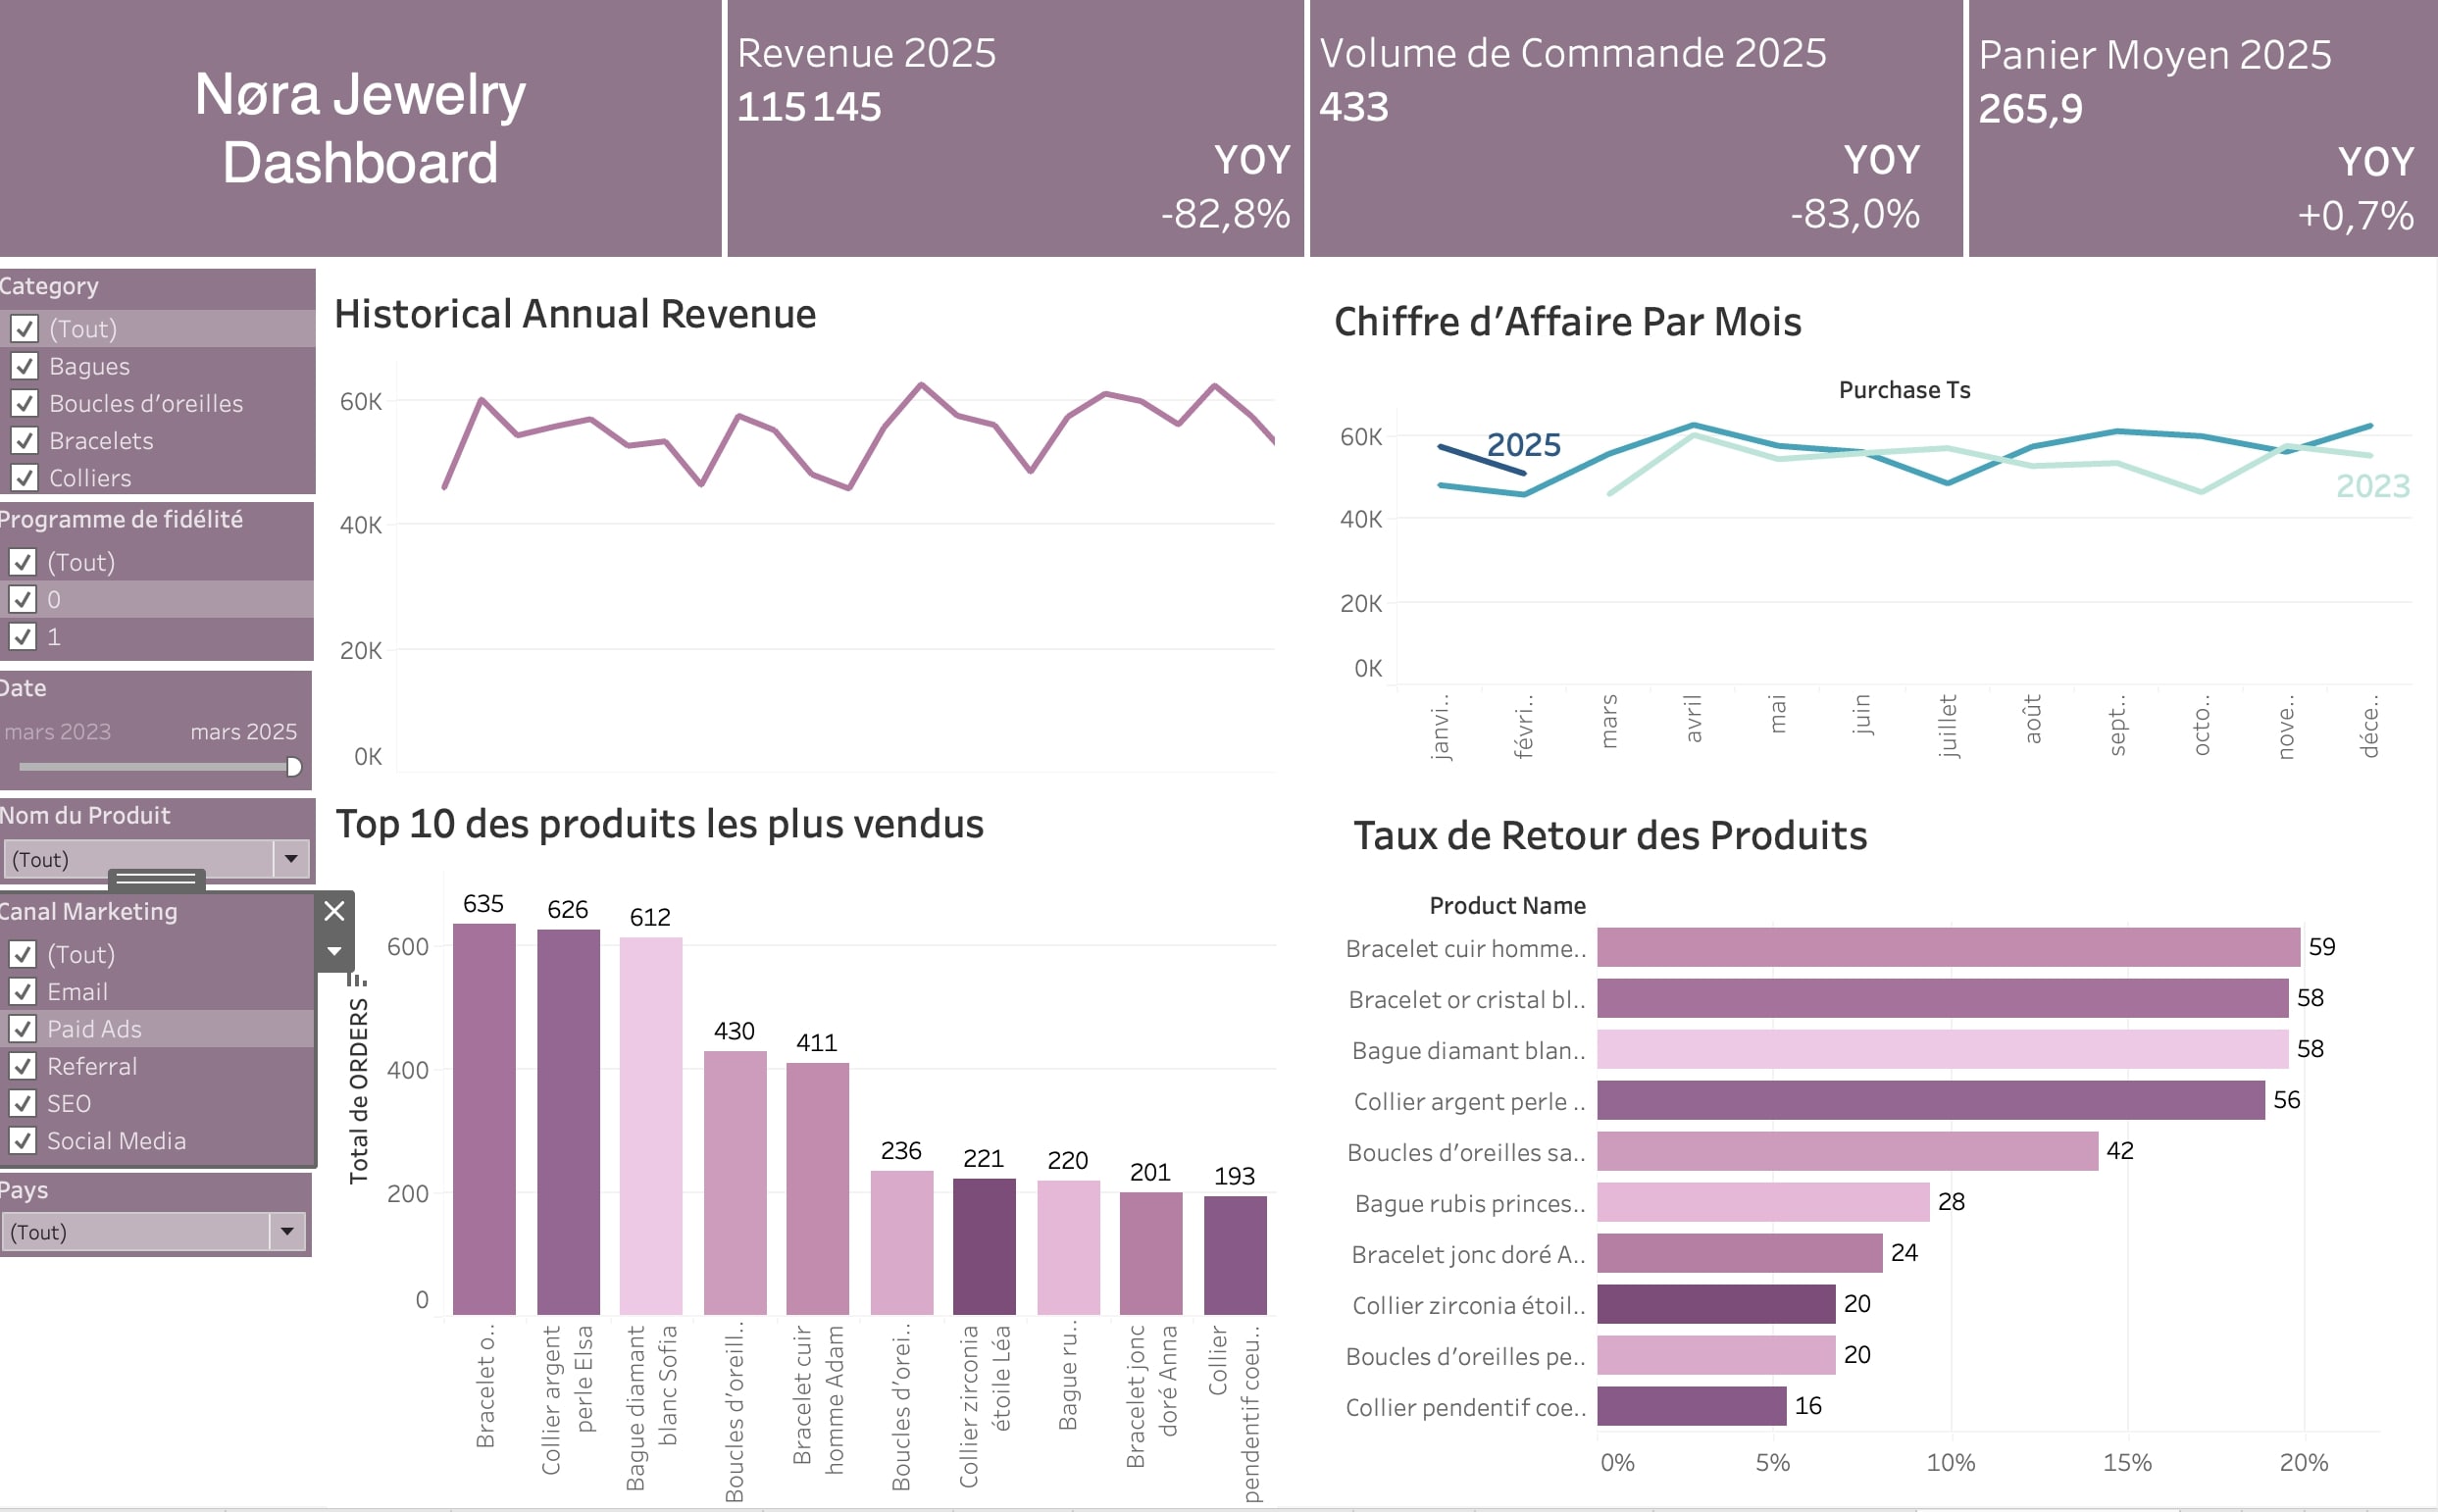 Nøra Jewelry
Dashboard
Revenue 2025
115 145
YOY
-82,8%
Volume de Commande 2025
433
YOY
-83,0%
Panier Moyen 2025
265,9
YOY
+0,7%
Category
(Tout)
Bagues
Boucles d’oreilles
Bracelets
Colliers
Programme de fidélité
(Tout)
0
1
Date
mars 2023
mars 2025
Nom du Produit
(Tout)
Canal Marketing
(Tout)
Email
Paid Ads
Referral
SEO
Social Media
Pays
(Tout)
Historical Annual Revenue
60K
40K
20K
0K
Chiffre d’Affaire Par Mois
Purchase Ts
60K
40K
20K
0K
2025
2023
janvi..
févri..
mars
avril
mai
juin
juillet
août
sept..
octo..
nove..
déce..
Top 10 des produits les plus vendus
Total de ORDERS
600
400
200
0
635
626
612
430
411
236
221
220
201
193
Bracelet o..
Collier argent
perle Elsa
Bague diamant
blanc Sofia
Boucles d’oreill..
Bracelet cuir
homme Adam
Boucles d’orei..
Collier zirconia
étoile Léa
Bague ru..
Bracelet jonc
doré Anna
Collier
pendentif coeu..
Taux de Retour des Produits
Product Name
Bracelet cuir homme.. 59
Bracelet or cristal bl.. 58
Bague diamant blan.. 58
Collier argent perle .. 56
Boucles d’oreilles sa.. 42
Bague rubis princes.. 28
Bracelet jonc doré A.. 24
Collier zirconia étoil.. 20
Boucles d’oreilles pe.. 20
Collier pendentif coe.. 16
0% 5% 10% 15% 20%